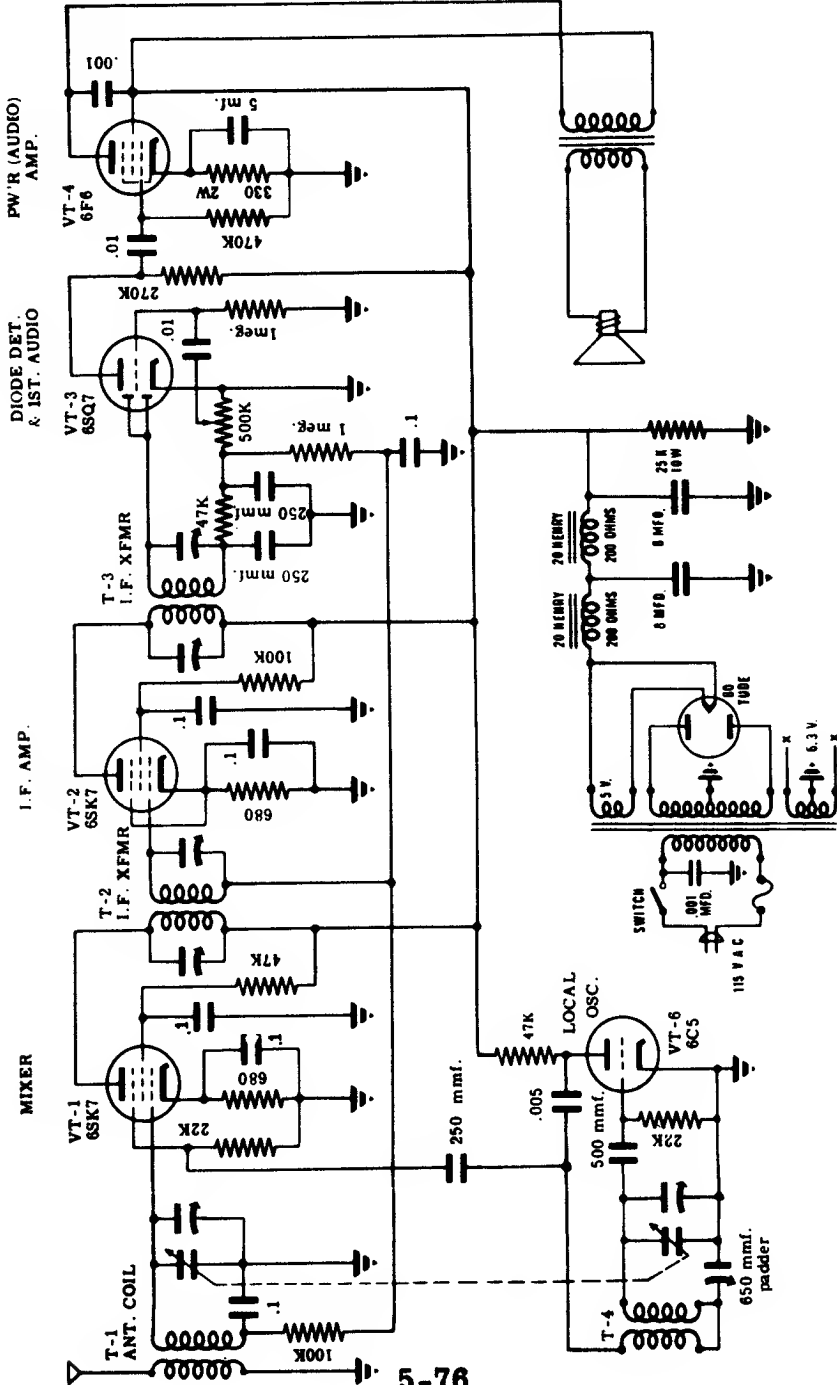 MIXER
I.F. AMP.
DIODE DET.
& 1ST. AUDIO
PW'R (AUDIO)
AMP.
VT-1
6SK7
T-2
I.F. XFMR
VT-2
6SK7
T-3
I.F. XFMR
VT-3
6SQ7
VT-4
6F6
T-1
ANT. COIL
.1
100K
22K
680
.1
.1
47K
680
.1
.1
100K
47K
250 mmf.
250 mmf.
500K
.01
1meg.
1 meg.
.1
270K
.01
470K
330
2W
5 mf.
.001
250 mmf.
.005
47K
LOCAL
OSC.
VT-6
6C5
500 mmf.
22K
T-4
650 mmf.
padder
SWITCH
.001
MFD.
115 V A C
5 V.
6.3 V.
X
X
80
TUDE
20 HENRY
200 OHMS
20 HENRY
200 OHMS
8 MFD.
8 MFD.
25 K
10W
5-76